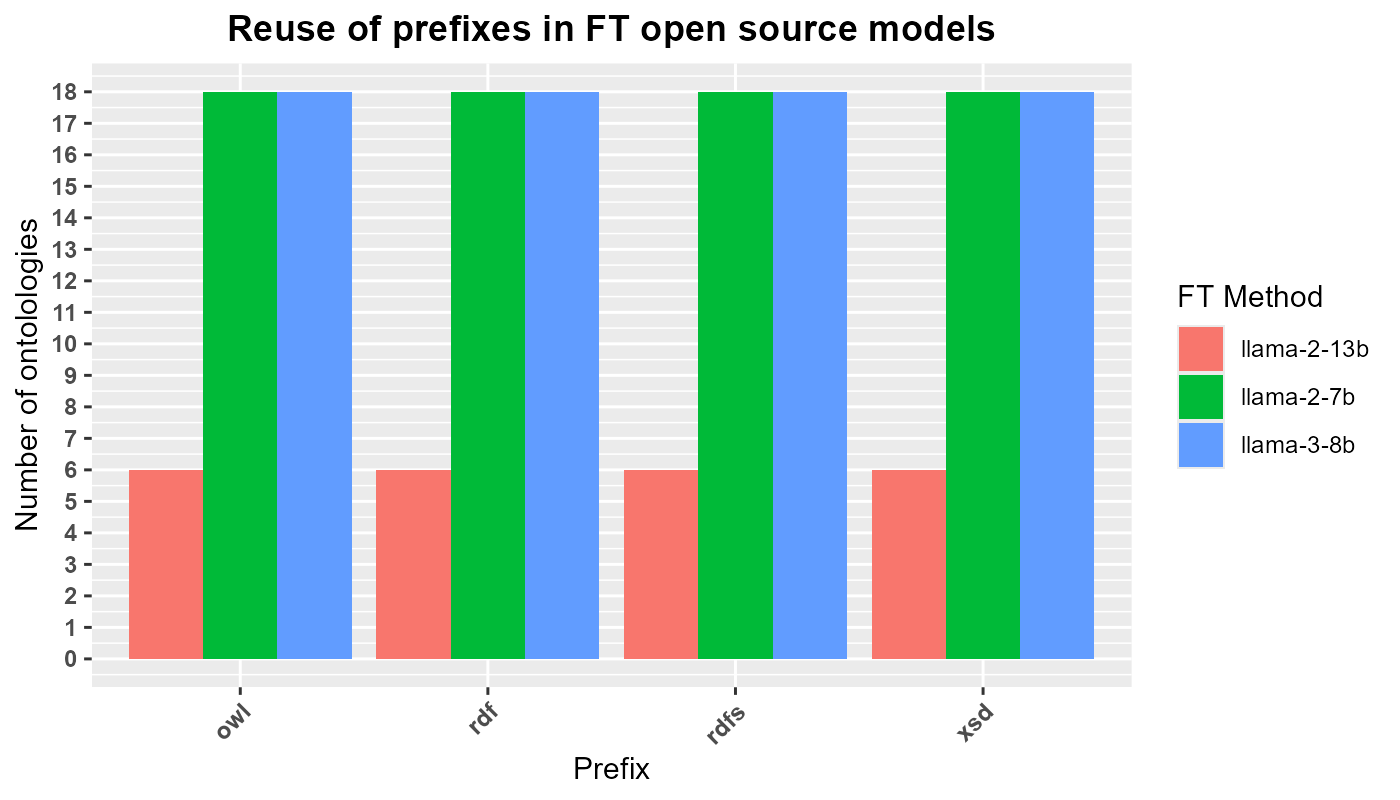 Reuse of prefixes in FT open source models
Number of ontolologies
18
17
16
15
14
13
12
11
10
9
8
7
6
5
4
3
2
1
0
owl
rdf
rdfs
xsd
Prefix
FT Method
llama-2-13b
llama-2-7b
llama-3-8b